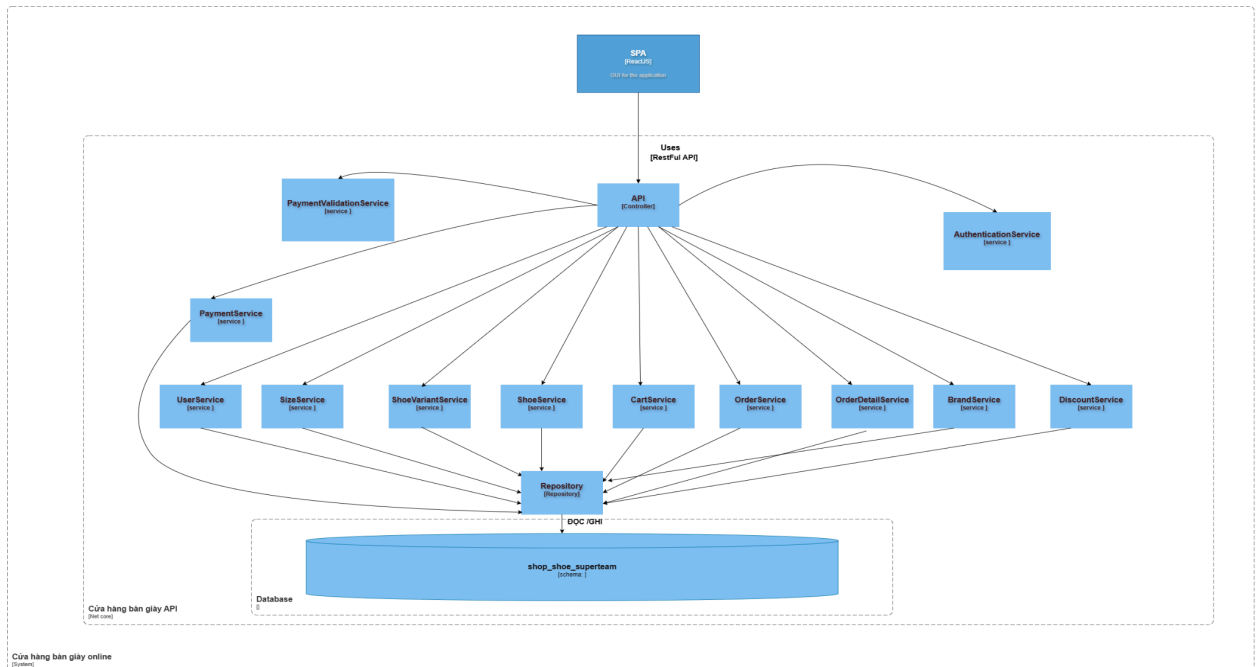 SPA
[ReactJS]
GUI for the application
Uses
[RestFul API]
API
[Controller]
PaymentValidationService
[service ]
AuthenticationService
[service ]
PaymentService
[service ]
UserService
[service ]
SizeService
[service ]
ShoeVariantService
[service ]
ShoeService
[service ]
CartService
[service ]
OrderService
[service ]
OrderDetailService
[service ]
BrandService
[service ]
DiscountService
[service ]
Repository
[Repository]
ĐỌC /GHI
shop_shoe_superteam
[schema: ]
Database
[]
Cửa hàng bàn giày API
[Net core]
Cửa hàng bàn giày online
[System]